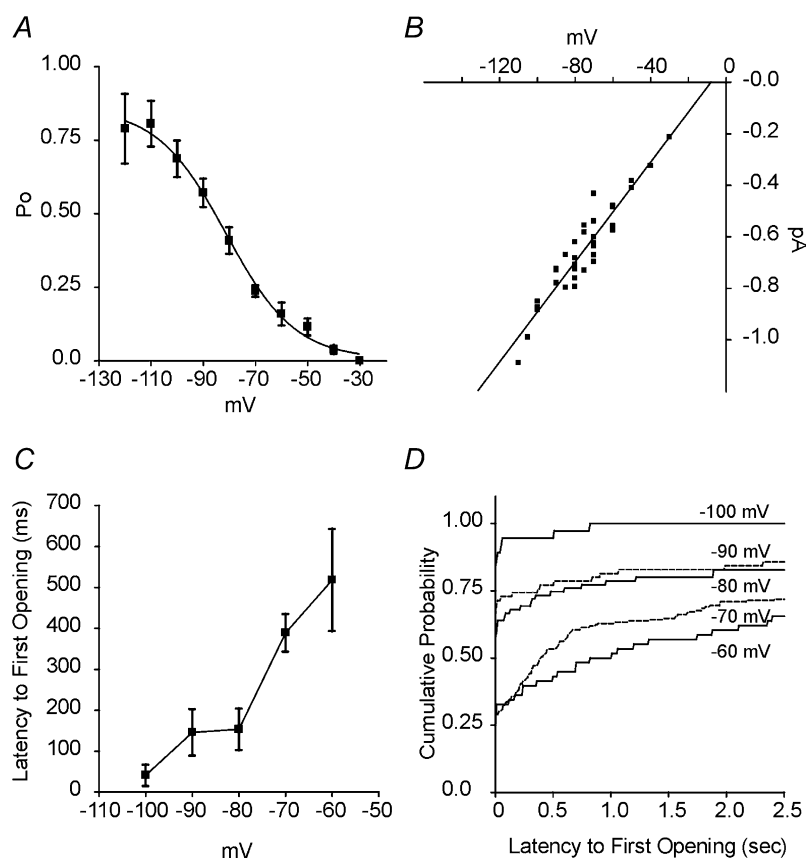 A
1.00
0.75
0.50
0.25
0.0
Po
-130 -110 -90 -70 -50 -30
mV
B
mV
-120 -80 -40 0
-0.0
-0.2
-0.4
-0.6
-0.8
-1.0
pA
C
700
600
500
400
300
200
100
0
Latency to First Opening (ms)
-110 -100 -90 -80 -70 -60 -50
mV
D
1.00
0.75
0.50
0.25
0.0
Cumulative Probability
-100 mV
-90 mV
-80 mV
-70 mV
-60 mV
0 0.5 1.0 1.5 2.0 2.5
Latency to First Opening (sec)